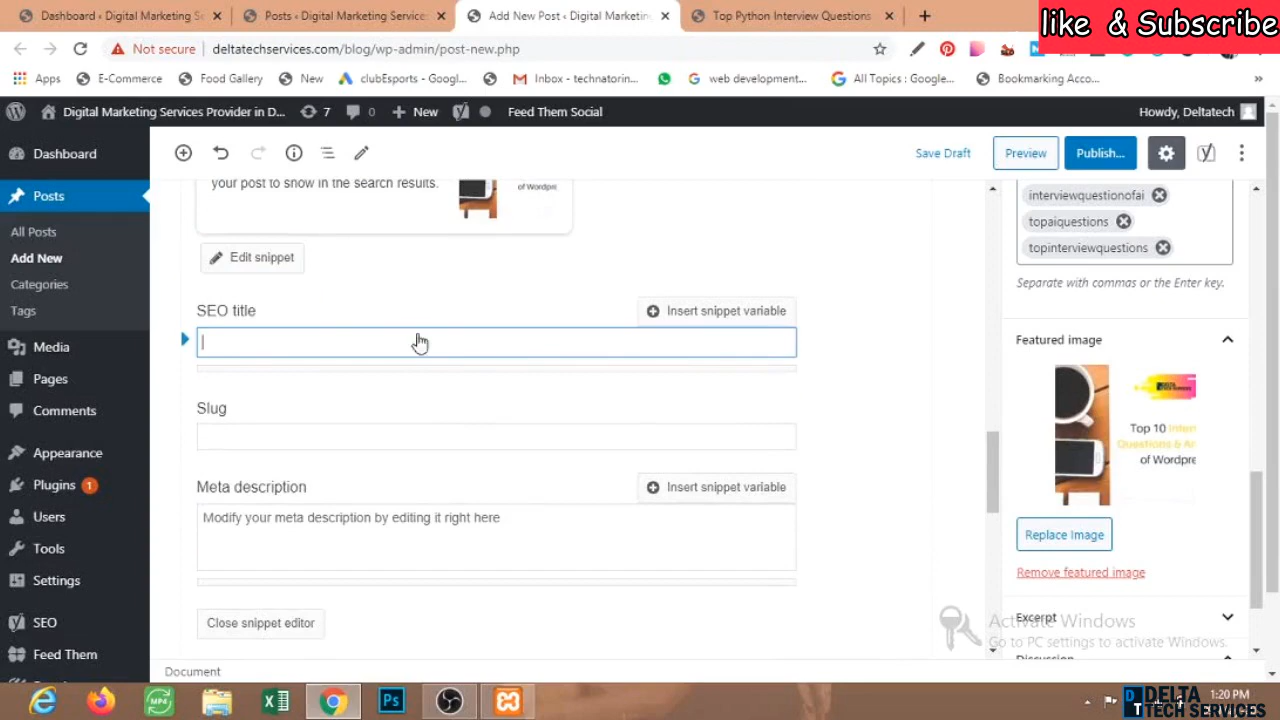 Dashboard ‹ Digital Marketing Se
Posts ‹ Digital Marketing Service
Add New Post ‹ Digital Marketing
Top Python Interview Questions
like & Subscribe
Not secure
deltatechservices.com/blog/wp-admin/post-new.php
Apps
E-Commerce
Food Gallery
New
clubEsports - Googl...
Inbox - technatorin...
web development...
All Topics : Google...
Bookmarking Acco...
»
Digital Marketing Services Provider in D...
7
0
New
Feed Them Social
Howdy, Deltatech
Dashboard
Posts
All Posts
Add New
Categories
Tags
Media
Pages
Comments
Appearance
Plugins 1
Users
Tools
Settings
SEO
Feed Them
Save Draft
Preview
Publish...
your post to show in the search results.
of Wordpres
Edit snippet
SEO title
Insert snippet variable
Slug
Meta description
Insert snippet variable
Modify your meta description by editing it right here
Close snippet editor
Document
interviewquestionofai
topaiquestions
topinterviewquestions
Separate with commas or the Enter key.
Featured image
Top 10 Inter
Questions & An
of Wordpre
Replace Image
Remove featured image
Excerpt
Activate Windows
Go to PC settings to activate Windows.
MP4
Ps
1:20 PM
DELTA
TECH SERVICES